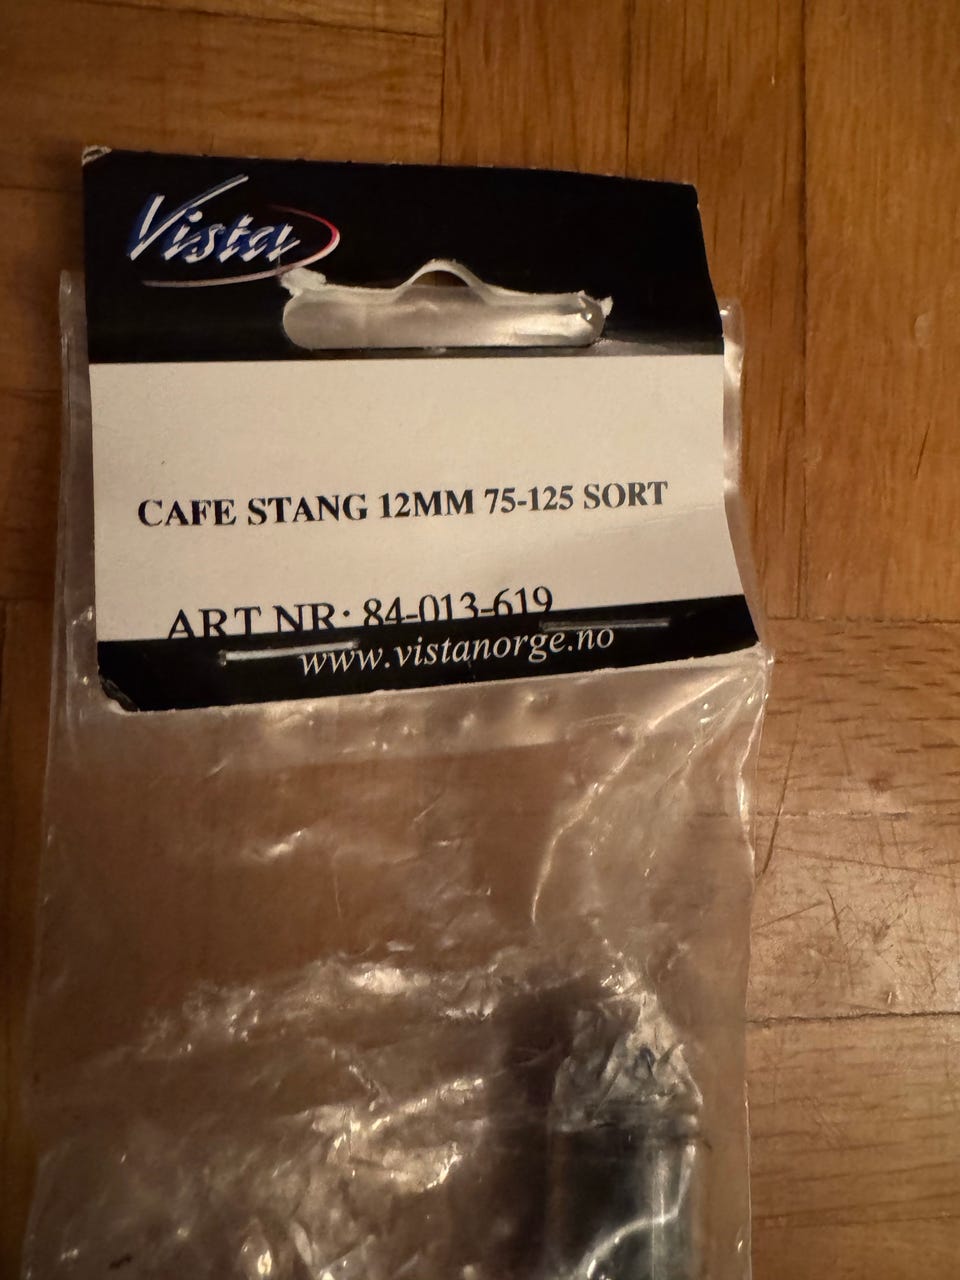 Vista
CAFE STANG 12MM 75-125 SORT
ART NR: 84-013-619
www.vistanorge.no